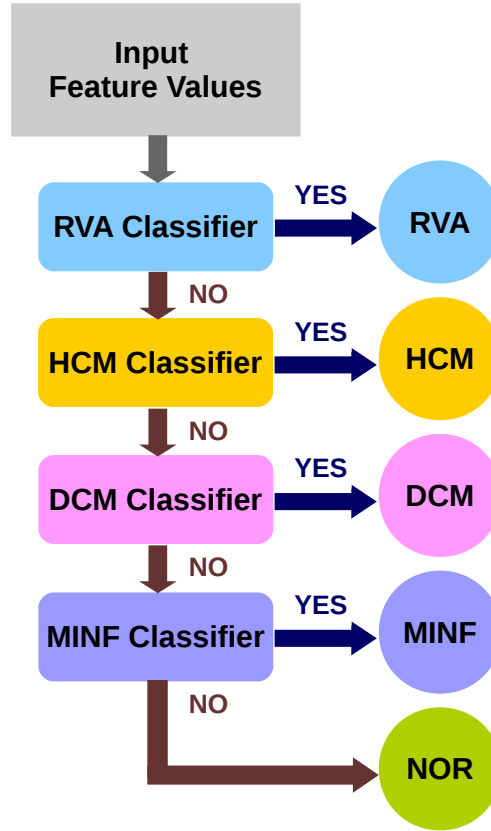 Input
Feature Values
RVA Classifier
YES
RVA
NO
HCM Classifier
YES
HCM
NO
DCM Classifier
YES
DCM
NO
MINF Classifier
YES
MINF
NO
NOR